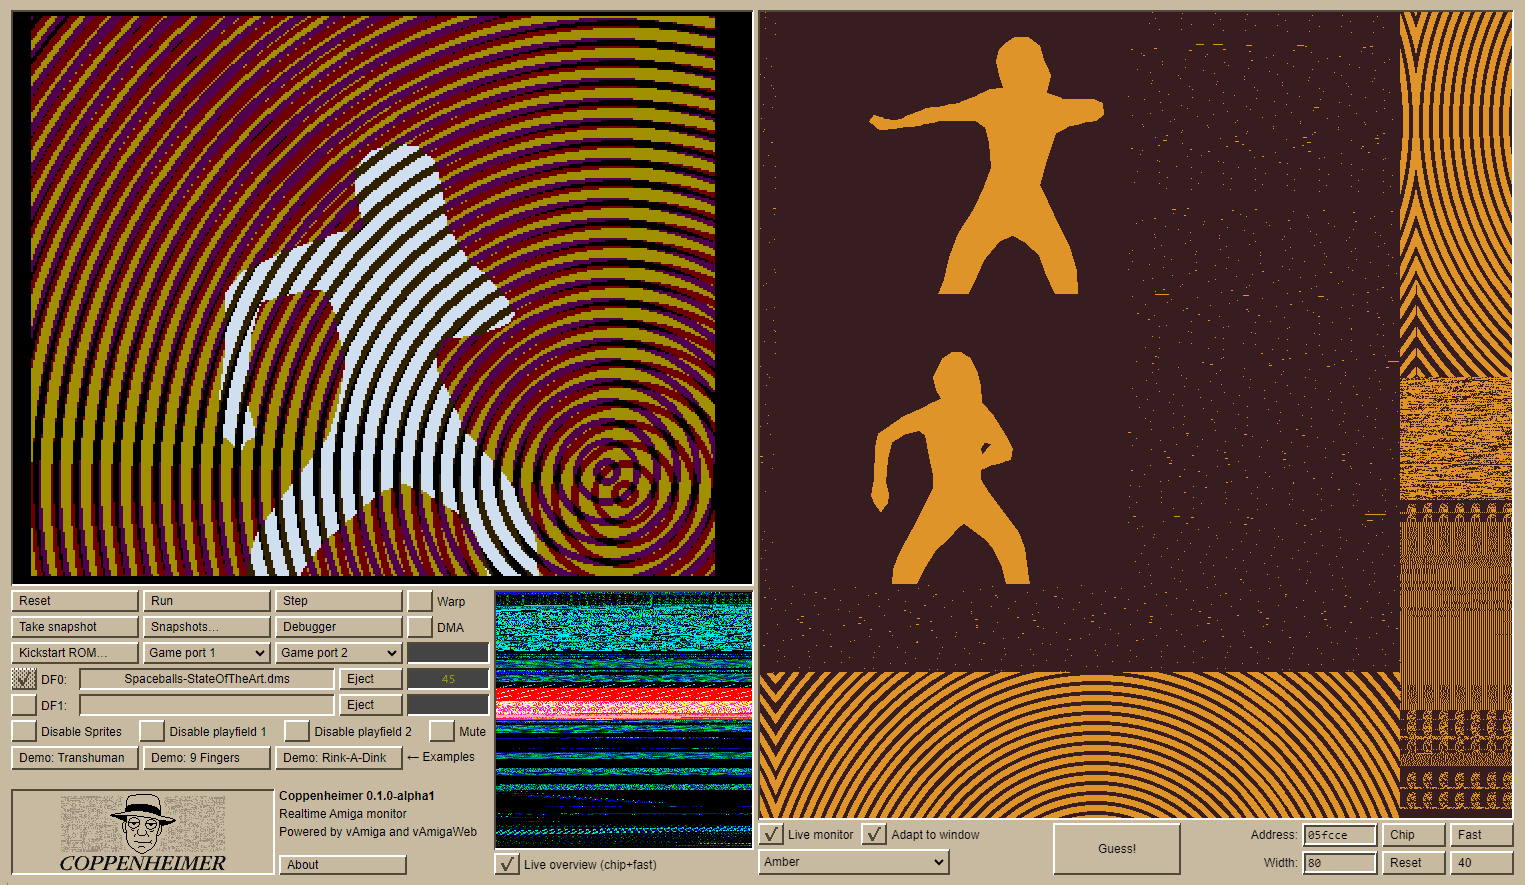 Reset Run Step Warp
Take snapshot Snapshots... Debugger DMA
Kickstart ROM... Game port 1 Game port 2
DF0: Spaceballs-StateOfTheArt.dms Eject 45
DF1: Eject
Disable Sprites Disable playfield 1 Disable playfield 2 Mute
Demo: Transhuman Demo: 9 Fingers Demo: Rink-A-Dink ← Examples
COPPENHEIMER
Coppenheimer 0.1.0-alpha1
Realtime Amiga monitor
Powered by vAmiga and vAmigaWeb
About
Live overview (chip+fast)
Live monitor Adapt to window
Amber
Guess!
Address: 05fcce Chip Fast
Width: 80 Reset 40